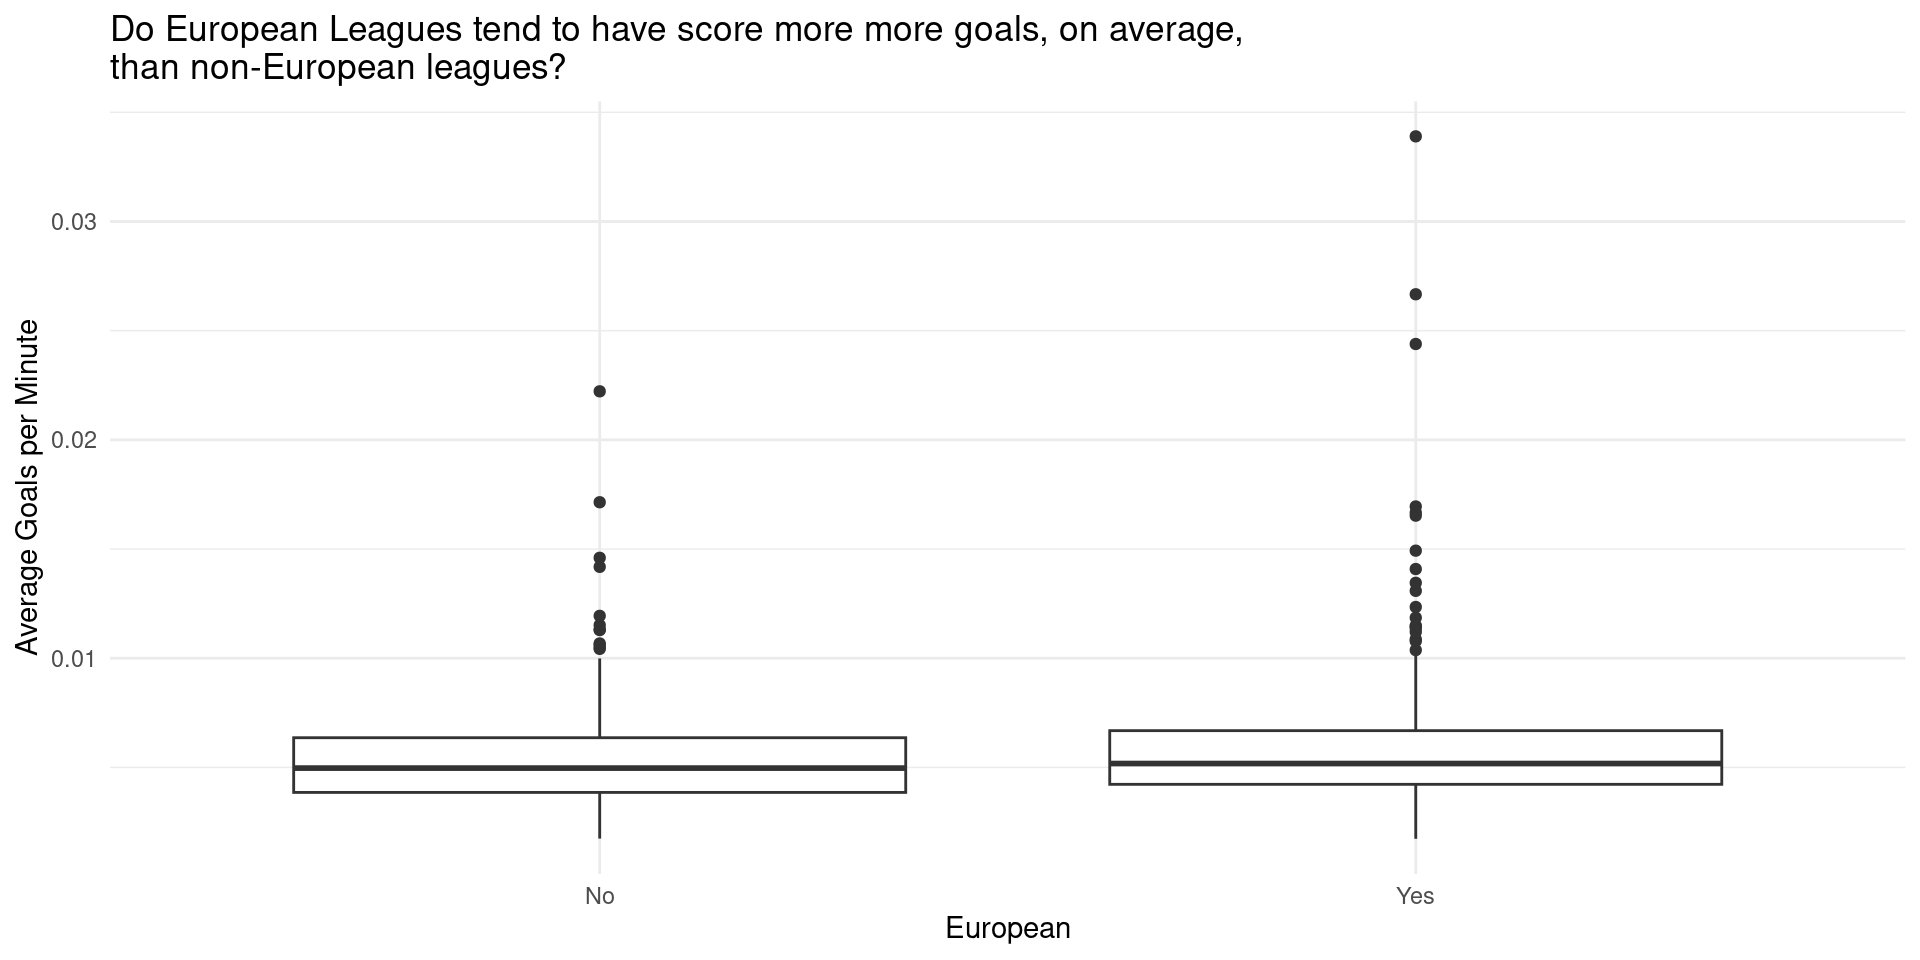 Do European Leagues tend to have score more more goals, on average,
than non-European leagues?
Average Goals per Minute
0.03
0.02
0.01
No
Yes
European